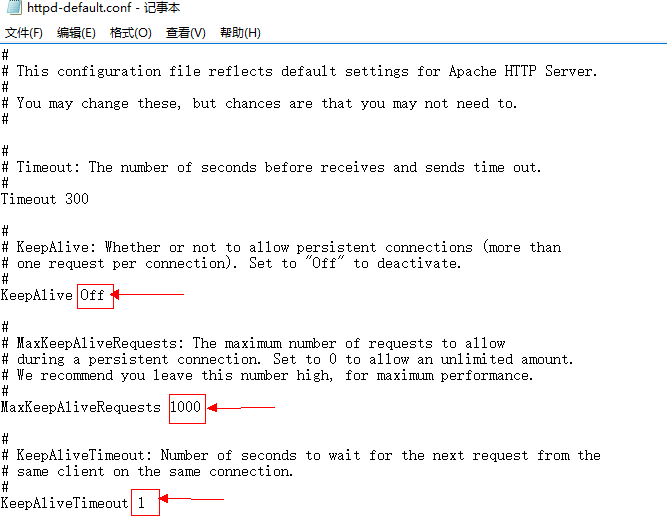 httpd-default.conf - 记事本
文件(F) 编辑(E) 格式(O) 查看(V) 帮助(H)
#
# This configuration file reflects default settings for Apache HTTP Server.
#
# You may change these, but chances are that you may not need to.
#
#
# Timeout: The number of seconds before receives and sends time out.
#
Timeout 300
#
# KeepAlive: Whether or not to allow persistent connections (more than
# one request per connection). Set to "Off" to deactivate.
#
KeepAlive Off
#
# MaxKeepAliveRequests: The maximum number of requests to allow
# during a persistent connection. Set to 0 to allow an unlimited amount.
# We recommend you leave this number high, for maximum performance.
#
MaxKeepAliveRequests 1000
#
# KeepAliveTimeout: Number of seconds to wait for the next request from the
# same client on the same connection.
#
KeepAliveTimeout 1